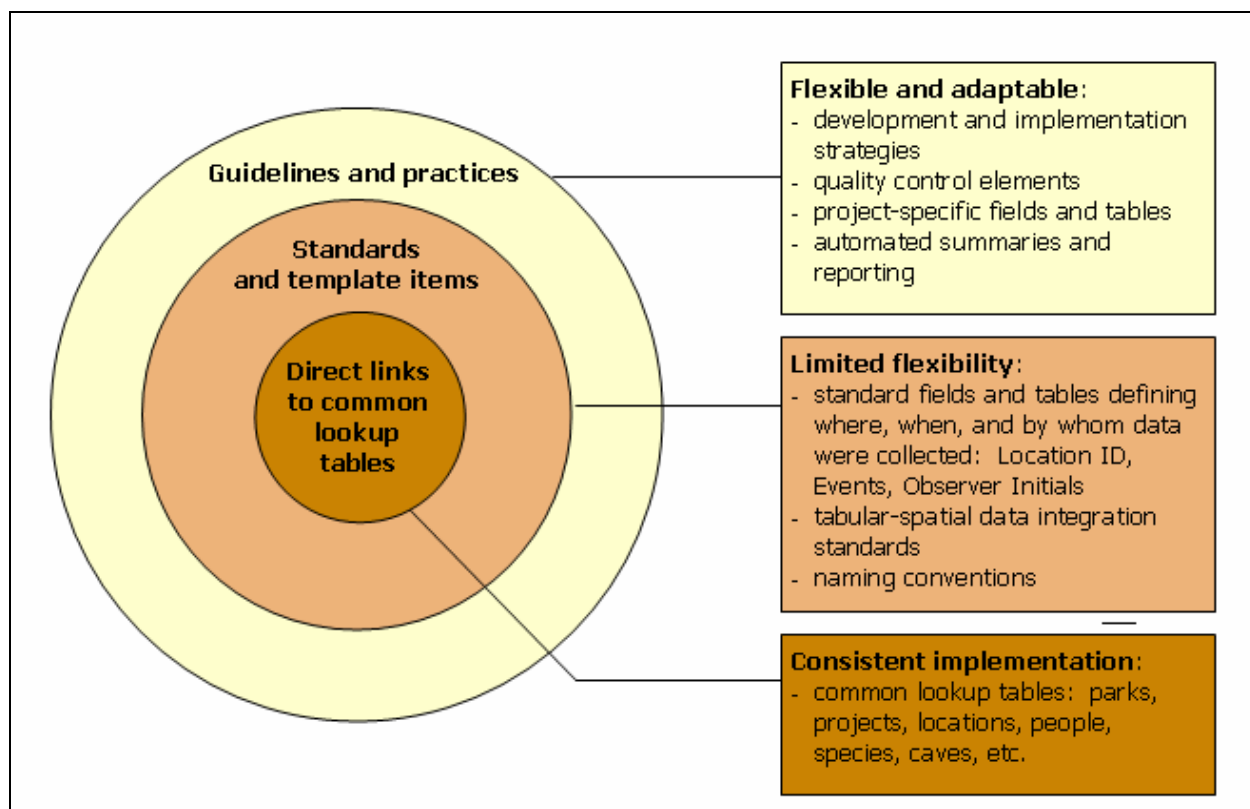 Guidelines and practices
Standards
and template items
Direct links
to common
lookup
tables
Flexible and adaptable:
- development and implementation
strategies
- quality control elements
- project-specific fields and tables
- automated summaries and
reporting
Limited flexibility:
- standard fields and tables defining
where, when, and by whom data
were collected: Location ID,
Events, Observer Initials
- tabular-spatial data integration
standards
- naming conventions
Consistent implementation:
- common lookup tables: parks,
projects, locations, people,
species, caves, etc.